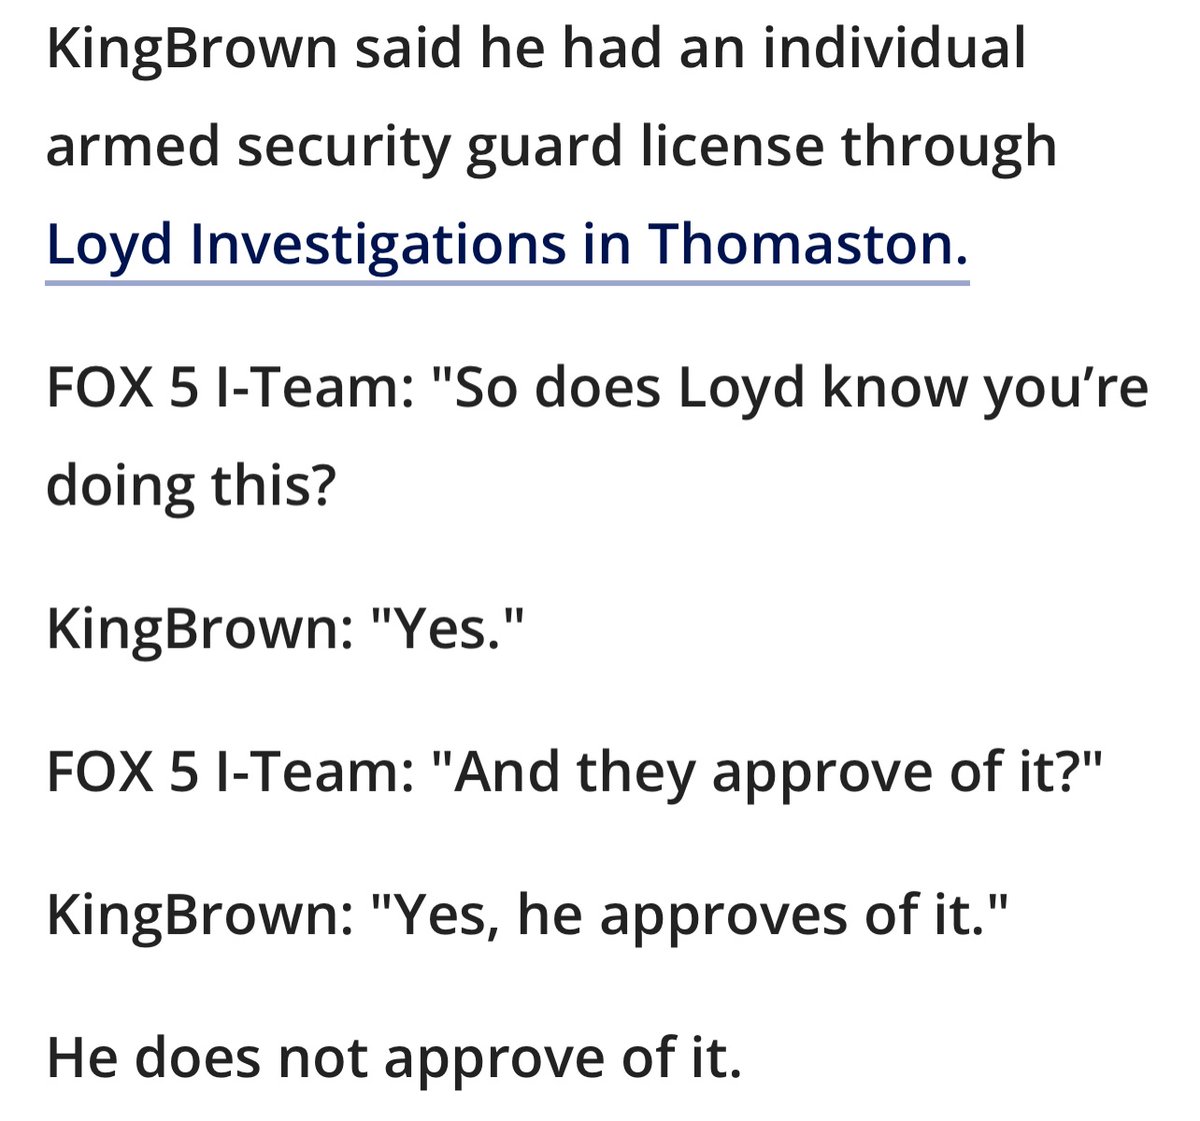 KingBrown said he had an individual
armed security guard license through
Loyd Investigations in Thomaston.
FOX 5 I-Team: "So does Loyd know you’re
doing this?
KingBrown: "Yes."
FOX 5 I-Team: "And they approve of it?"
KingBrown: "Yes, he approves of it."
He does not approve of it.